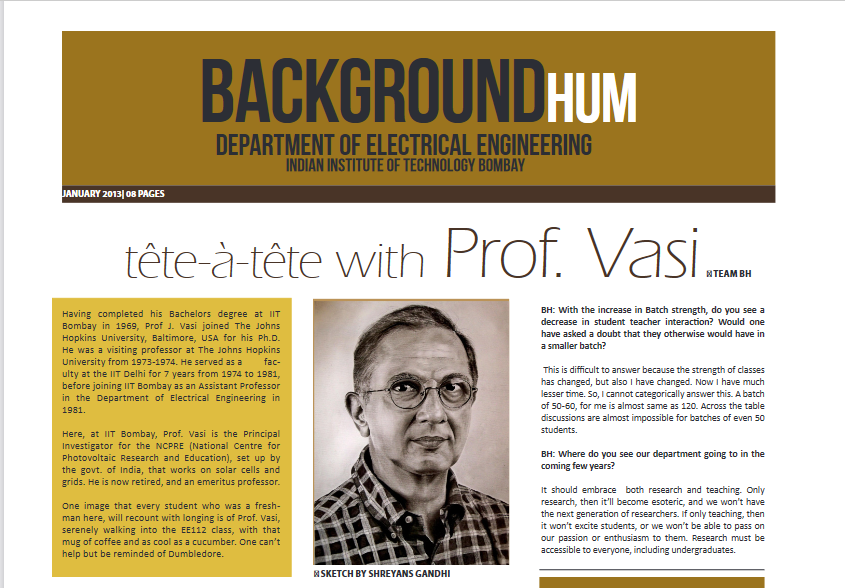 BACKGROUNDHUM
DEPARTMENT OF ELECTRICAL ENGINEERING
INDIAN INSTITUTE OF TECHNOLOGY BOMBAY
JANUARY 2013| 08 PAGES
tête-à-tête with Prof. Vasi TEAM BH
Having completed his Bachelors degree at IIT
Bombay in 1969, Prof J. Vasi joined The Johns
Hopkins University, Baltimore, USA for his Ph.D.
He was a visiting professor at The Johns Hopkins
University from 1973-1974. He served as a fac-
ulty at the IIT Delhi for 7 years from 1974 to 1981,
before joining IIT Bombay as an Assistant Professor
in the Department of Electrical Engineering in
1981.
Here, at IIT Bombay, Prof. Vasi is the Principal
Investigator for the NCPRE (National Centre for
Photovoltaic Research and Education), set up by
the govt. of India, that works on solar cells and
grids. He is now retired, and an emeritus professor.
One image that every student who was a fresh-
man here, will recount with longing is of Prof. Vasi,
serenely walking into the EE112 class, with that
mug of coffee and as cool as a cucumber. One can't
help but be reminded of Dumbledore.
SKETCH BY SHREYANS GANDHI
BH: With the increase in Batch strength, do you see a
decrease in student teacher interaction? Would one
have asked a doubt that they otherwise would have in
a smaller batch?
This is difficult to answer because the strength of classes
has changed, but also I have changed. Now I have much
lesser time. So, I cannot categorically answer this. A batch
of 50-60, for me is almost same as 120. Across the table
discussions are almost impossible for batches of even 50
students.
BH: Where do you see our department going to in the
coming few years?
It should embrace both research and teaching. Only
research, then it'll become esoteric, and we won't have
the next generation of researchers. If only teaching, then
it won't excite students, or we won't be able to pass on
our passion or enthusiasm to them. Research must be
accessible to everyone, including undergraduates.